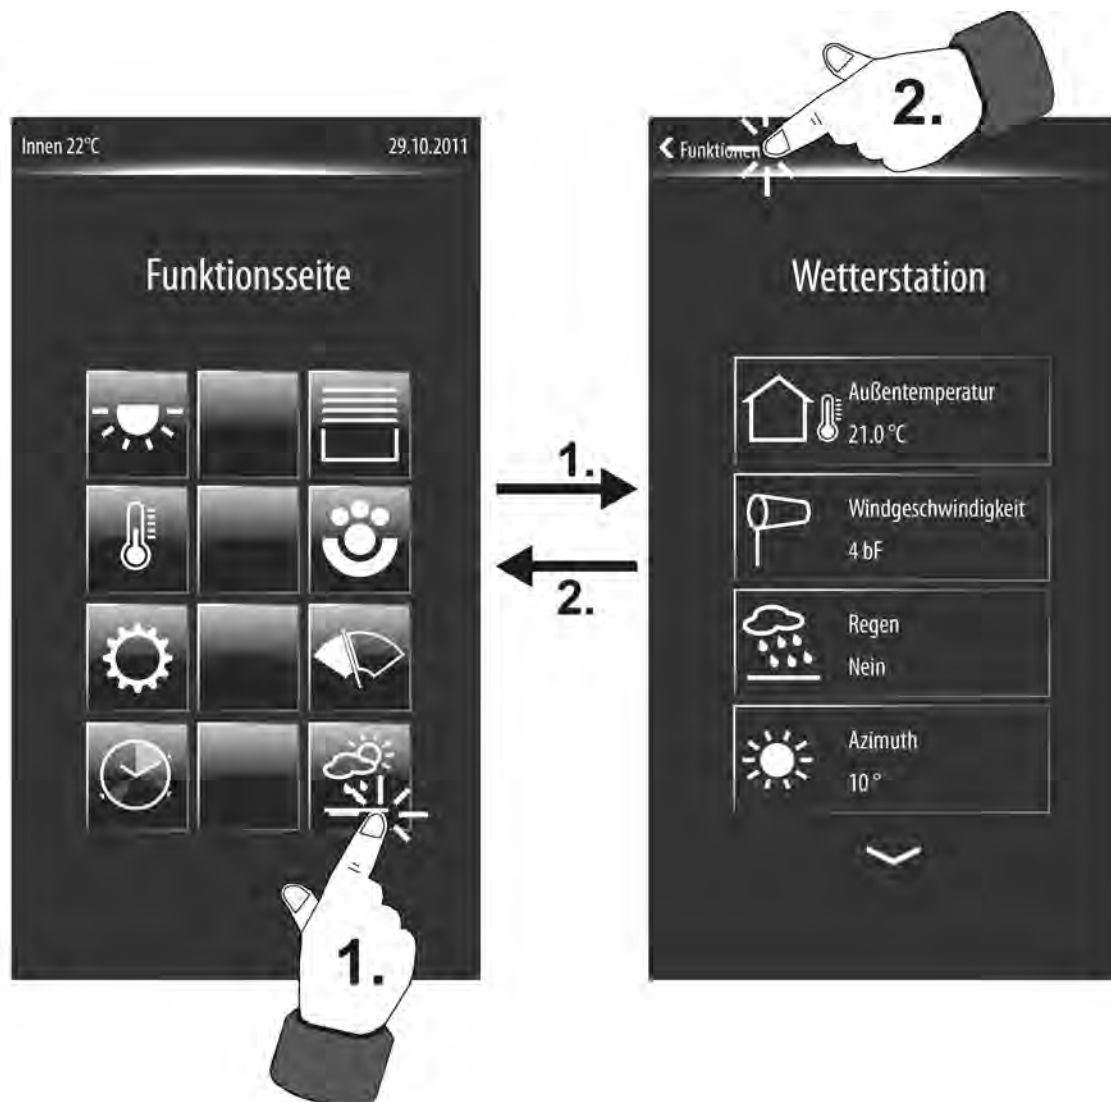 Innen 22°C
29.10.2011
Funktionsseite
1.
1.
2.
2.
Funktionen
Wetterstation
Außentemperatur
21.0 °C
Windgeschwindigkeit
4 bF
Regen
Nein
Azimuth
10 °